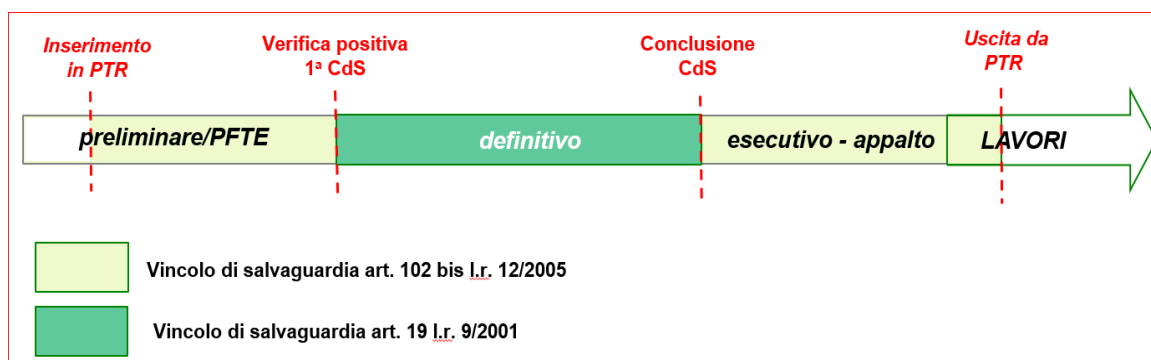 Inserimento
in PTR
Verifica positiva
1ª CdS
Conclusione
CdS
Uscita da
PTR
preliminare/PFTE
definitivo
esecutivo - appalto
LAVORI
Vincolo di salvaguardia art. 102 bis l.r. 12/2005
Vincolo di salvaguardia art. 19 l.r. 9/2001